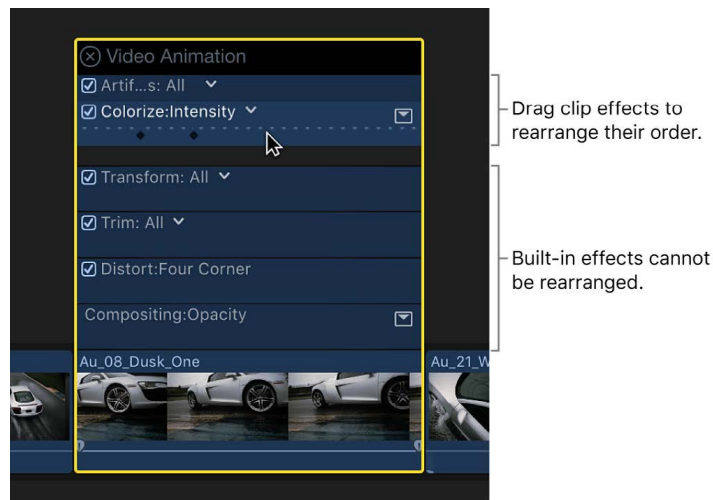 Video Animation
Artif...s: All
Colorize:Intensity
Drag clip effects to
rearrange their order.
Transform: All
Trim: All
Distort:Four Corner
Built-in effects cannot
be rearranged.
Compositing:Opacity
Au_08_Dusk_One
Au_21_W